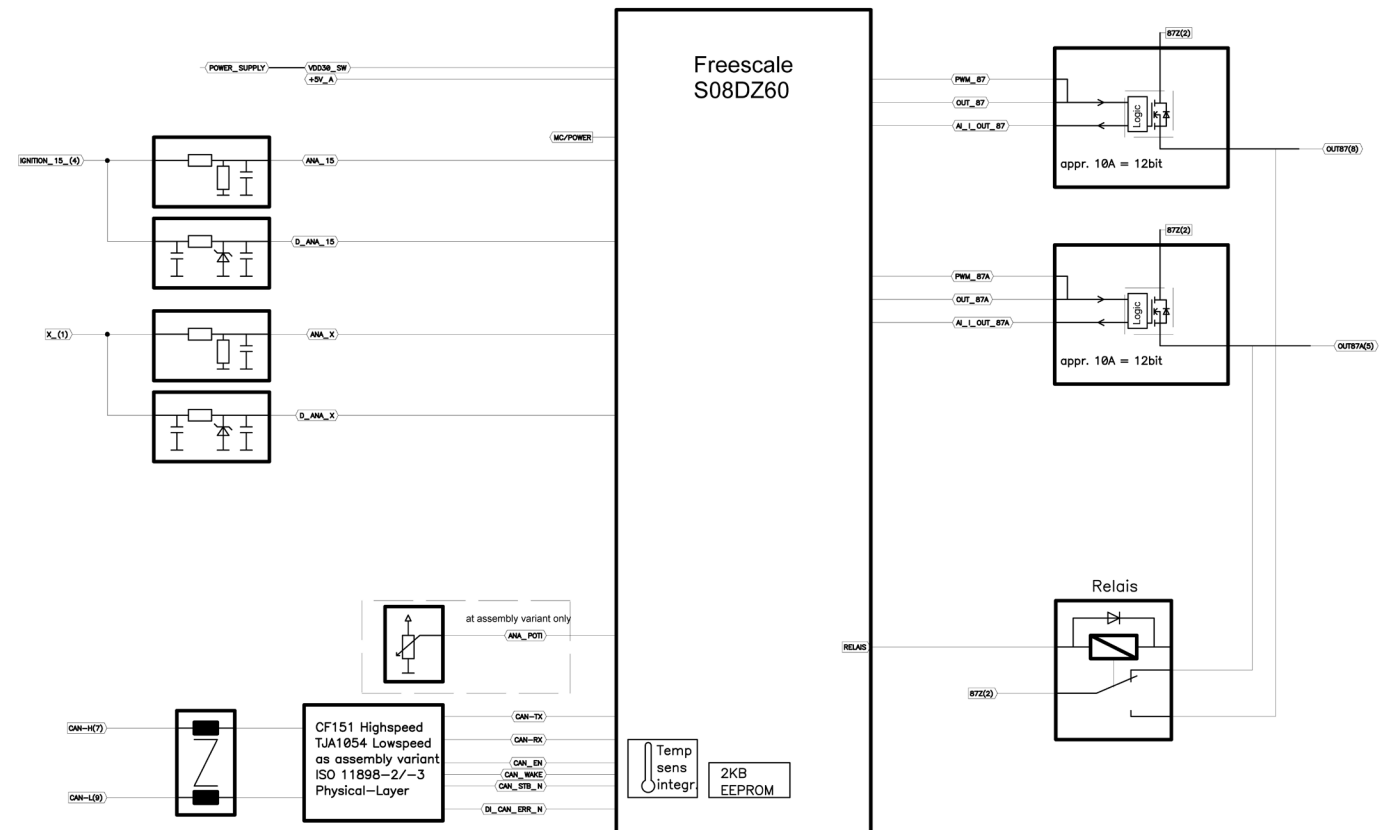 Freescale
S08DZ60
POWER_SUPPLY
VDD30_SW
+5V_A
MC/POWER
IGNITION_15_(4)
ANA_15
D_ANA_15
X_(1)
ANA_X
D_ANA_X
at assembly variant only
ANA_POTI
CAN-H(7)
CAN-L(9)
CF151 Highspeed
TJA1054 Lowspeed
as assembly variant
ISO 11898-2/-3
Physical-Layer
CAN-TX
CAN-RX
CAN_EN
CAN_WAKE
CAN_STB_N
DI_CAN_ERR_N
Temp
sens
integr.
2KB
EEPROM
87Z(2)
PWM_87
OUT_87
AI_I_OUT_87
Logic
appr. 10A = 12bit
OUT87(8)
87Z(2)
PWM_87A
OUT_87A
AI_I_OUT_87A
Logic
appr. 10A = 12bit
OUT87A(5)
Relais
RELAIS
87Z(2)